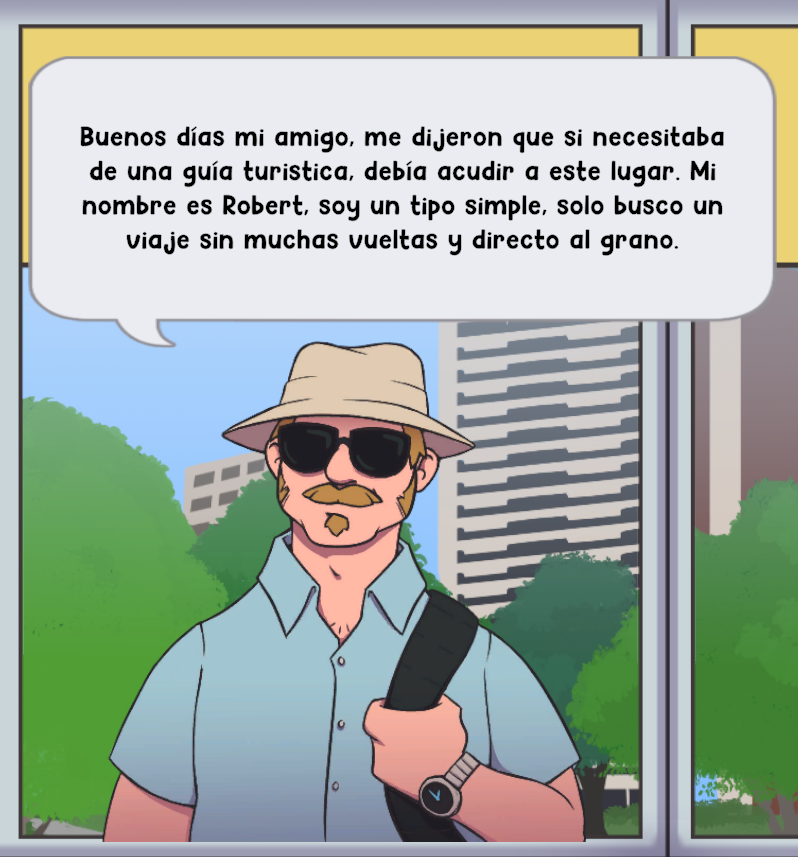 Buenos días mi amigo, me dijeron que si necesitaba
de una guía turistica, debía acudir a este lugar. Mi
nombre es Robert, soy un tipo simple, solo busco un
viaje sin muchas vueltas y directo al grano.